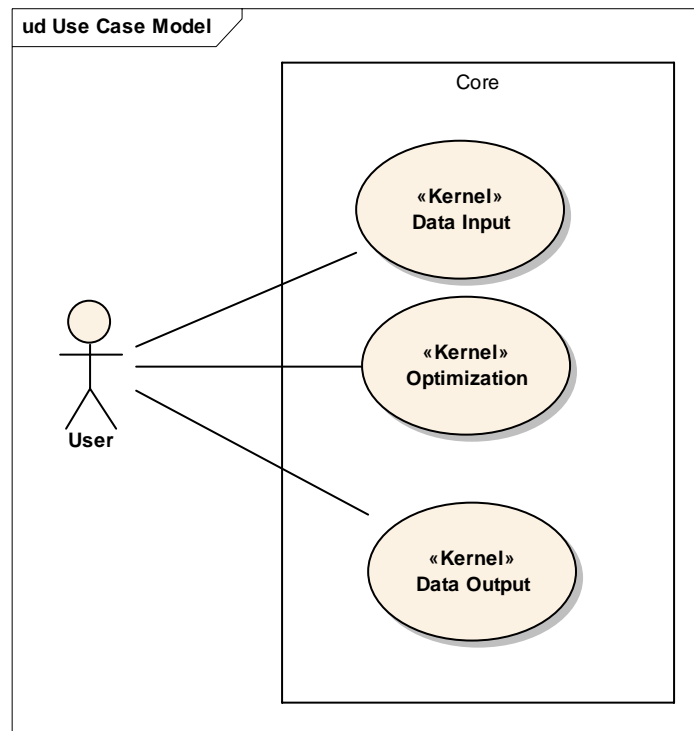 ud Use Case Model
Core
«Kernel»
Data Input
«Kernel»
Optimization
User
«Kernel»
Data Output